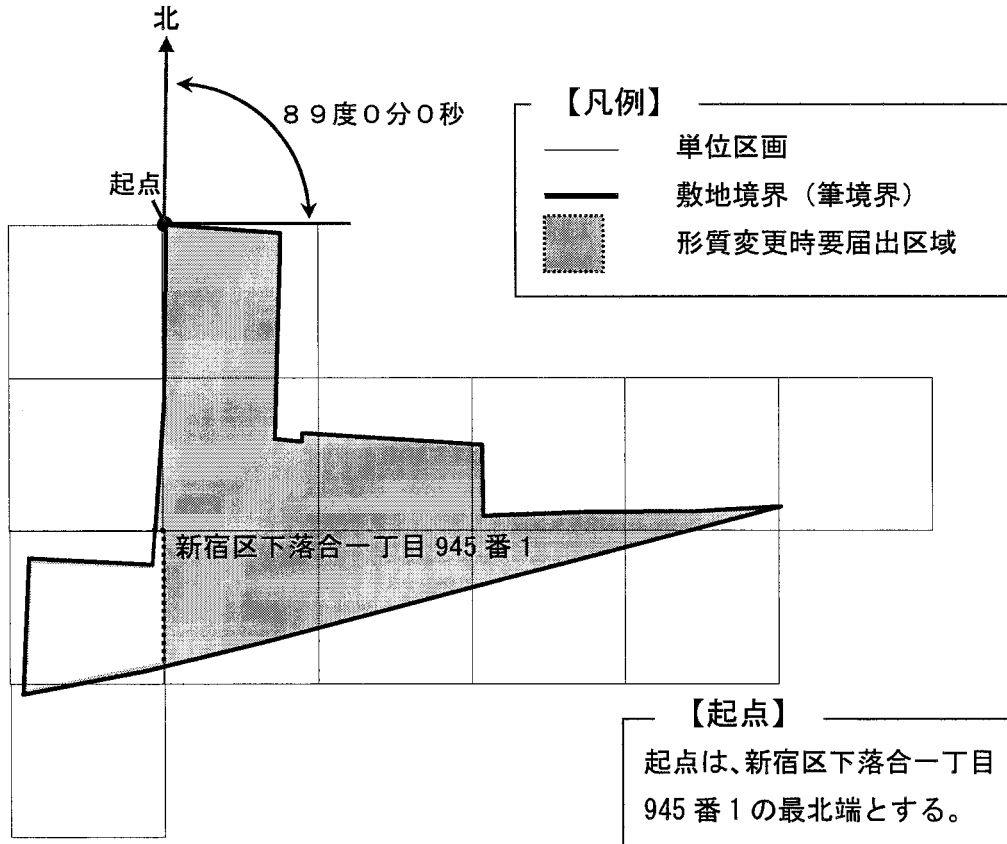 北
８９度０分０秒
起点
【凡例】
単位区画
敷地境界（筆境界）
形質変更時要届出区域
新宿区下落合一丁目 945 番 1
【起点】
起点は、新宿区下落合一丁目
945 番 1 の最北端とする。